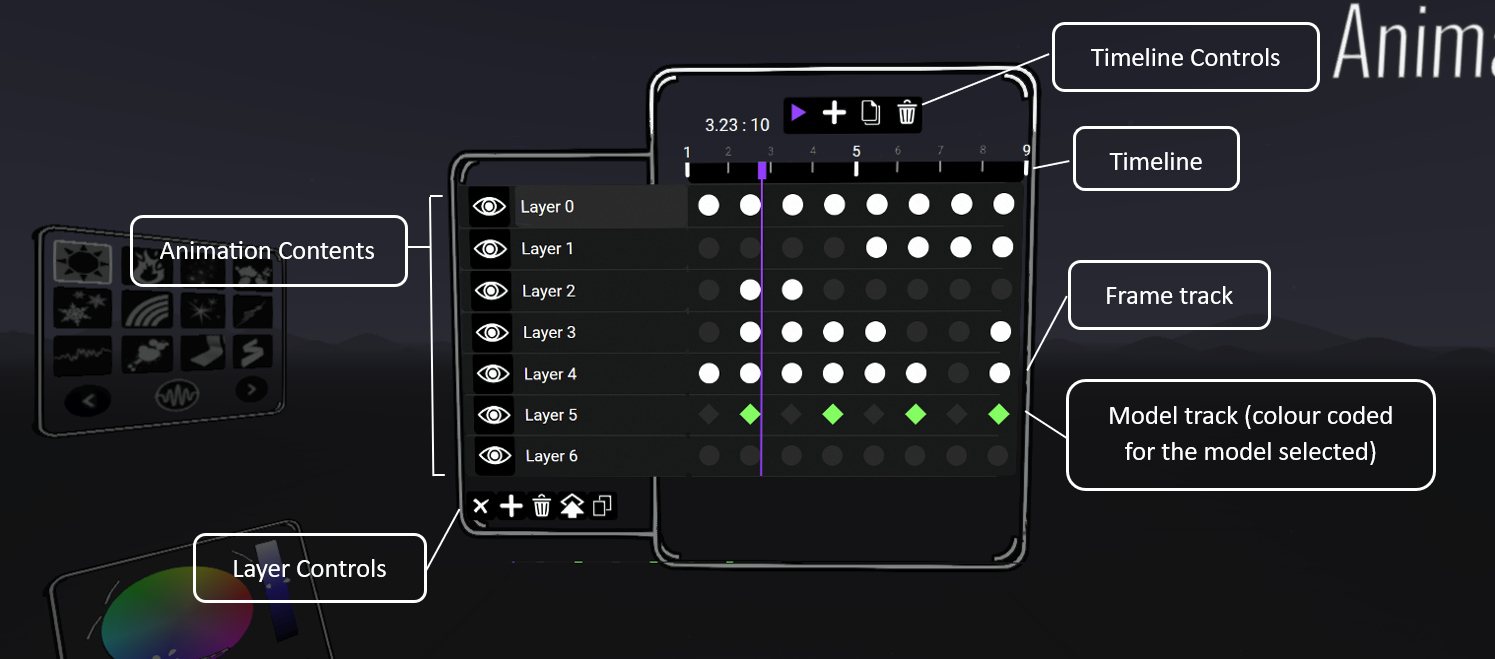 Anim
Timeline Controls
3.23 : 10
1 2 3 4 5 6 7 8 9
Timeline
Layer 0
Layer 1
Animation Contents
Layer 2
Frame track
Layer 3
Layer 4
Layer 5
Model track (colour coded
for the model selected)
Layer 6
Layer Controls